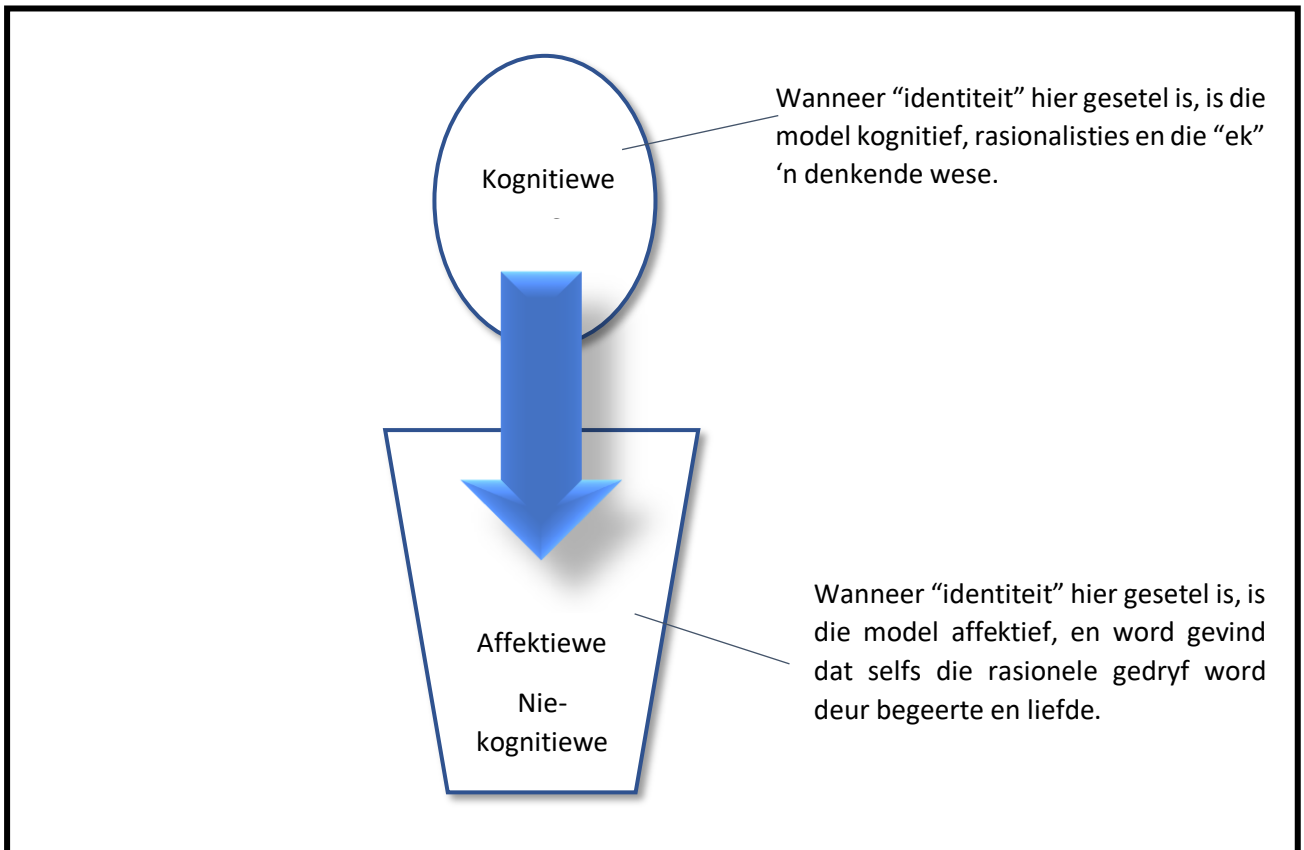 Wanneer “identiteit” hier gesetel is, is die
model kognitief, rasionalisties en die “ek”
‘n denkende wese.
Kognitiewe
Affektiewe
Nie-
kognitiewe
Wanneer “identiteit” hier gesetel is, is
die model affektief, en word gevind
dat selfs die rasionele gedryf word
deur begeerte en liefde.